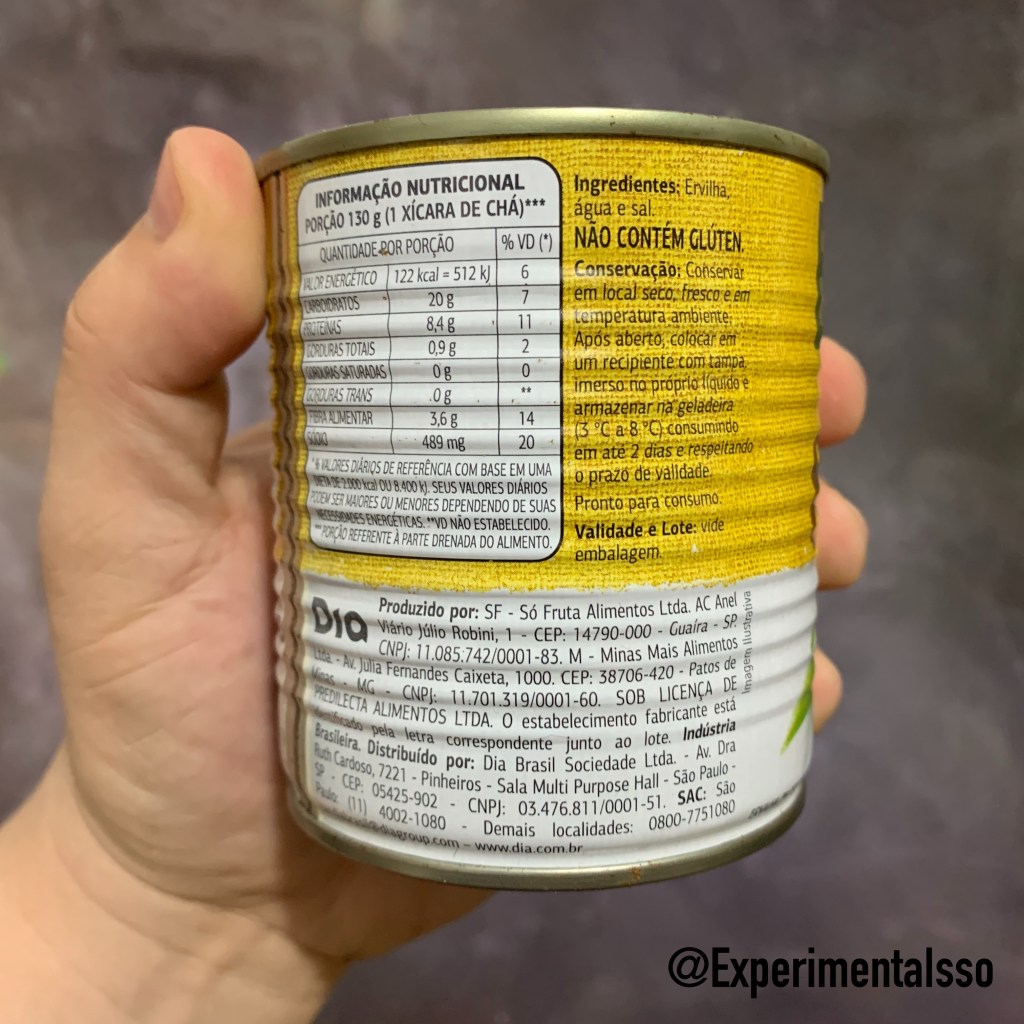 INFORMAÇÃO NUTRICIONAL
PORÇÃO 130 g (1 XÍCARA DE CHÁ)***
QUANTIDADE POR PORÇÃO % VD (*)
VALOR ENERGÉTICO 122 kcal = 512 kJ 6
CARBOIDRATOS 20 g 7
PROTEÍNAS 8,4 g 11
GORDURAS TOTAIS 0,9 g 2
GORDURAS SATURADAS 0 g 0
GORDURAS TRANS 0 g **
FIBRA ALIMENTAR 3,6 g 14
SÓDIO 489 mg 20
*% VALORES DIÁRIOS DE REFERÊNCIA COM BASE EM UMA
DIETA DE 2.000 kcal OU 8.400 kJ. SEUS VALORES DIÁRIOS
PODEM SER MAIORES OU MENORES DEPENDENDO DE SUAS
NECESSIDADES ENERGÉTICAS. **VD NÃO ESTABELECIDO.
***PORÇÃO REFERENTE À PARTE DRENADA DO ALIMENTO.
Ingredientes: Ervilha,
água e sal.
NÃO CONTÉM GLÚTEN.
Conservação: Conservar
em local seco, fresco e em
temperatura ambiente.
Após aberto, colocar em
um recipiente com tampa,
imerso no próprio líquido e
armazenar na geladeira
(3 °C a 8 °C) consumindo
em até 2 dias e respeitando
o prazo de validade.
Pronto para consumo.
Validade e Lote: vide
embalagem.
Dia
Produzido por: SF - Só Fruta Alimentos Ltda. AC Anel
Viário Júlio Robini, 1 - CEP: 14790-000 - Guaíra - SP.
CNPJ: 11.085.742/0001-83. M - Minas Mais Alimentos
Ltda. - Av. Julia Fernandes Caixeta, 1000. CEP: 38706-420 - Patos de
Minas - MG - CNPJ: 11.701.319/0001-60. SOB LICENÇA DE
PREDILECTA ALIMENTOS LTDA. O estabelecimento fabricante está
identificado pela letra correspondente junto ao lote. Indústria
Brasileira. Distribuído por: Dia Brasil Sociedade Ltda. - Av. Dra
Ruth Cardoso, 7221 - Pinheiros - Sala Multi Purpose Hall - São Paulo -
SP - CEP: 05425-902 - CNPJ: 03.476.811/0001-51. SAC: São
Paulo: (11) 4002-1080 - Demais localidades: 0800-7751080
www.dia.com.br
Imagem ilustrativa
@ExperimentaIsso